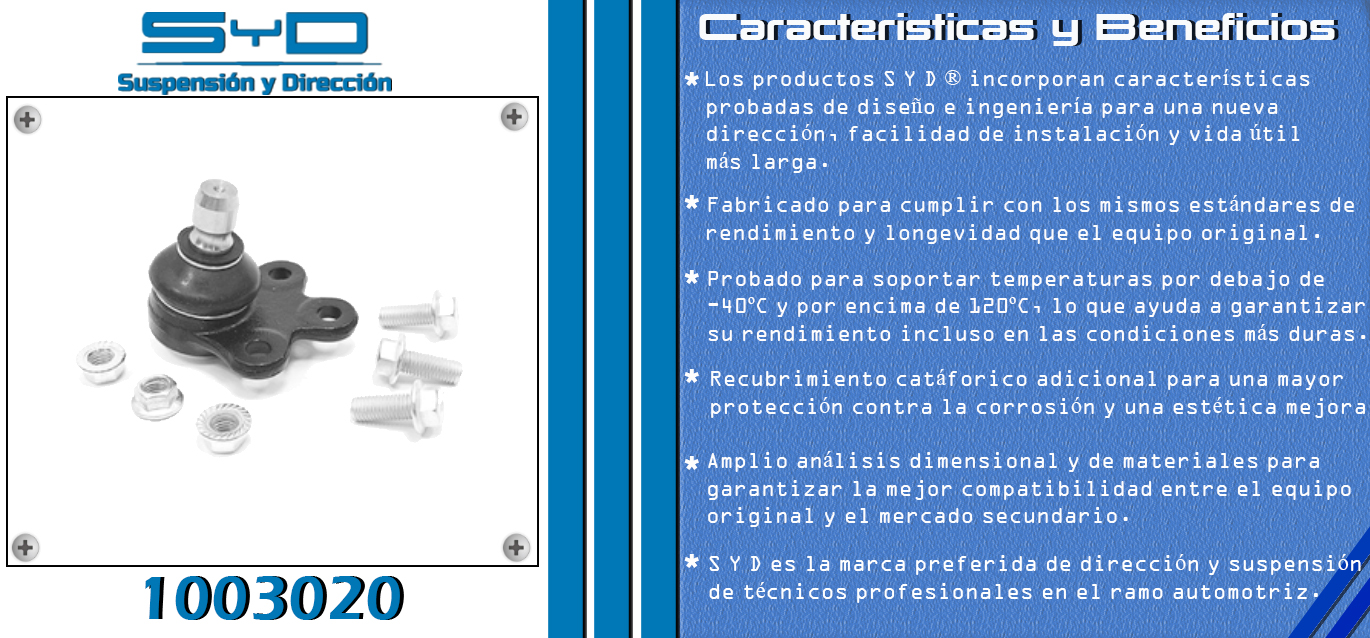 SYD
Suspensión y Dirección
1003020
Caracteristicas y Beneficios
* Los productos S Y D ® incorporan características
probadas de diseño e ingeniería para una nueva
dirección, facilidad de instalación y vida útil
más larga.
* Fabricado para cumplir con los mismos estándares de
rendimiento y longevidad que el equipo original.
* Probado para soportar temperaturas por debajo de
-40°C y por encima de 120°C, lo que ayuda a garantizar
su rendimiento incluso en las condiciones más duras.
* Recubrimiento catáforico adicional para una mayor
protección contra la corrosión y una estética mejora
* Amplio análisis dimensional y de materiales para
garantizar la mejor compatibilidad entre el equipo
original y el mercado secundario.
* S Y D es la marca preferida de dirección y suspensión
de técnicos profesionales en el ramo automotriz.